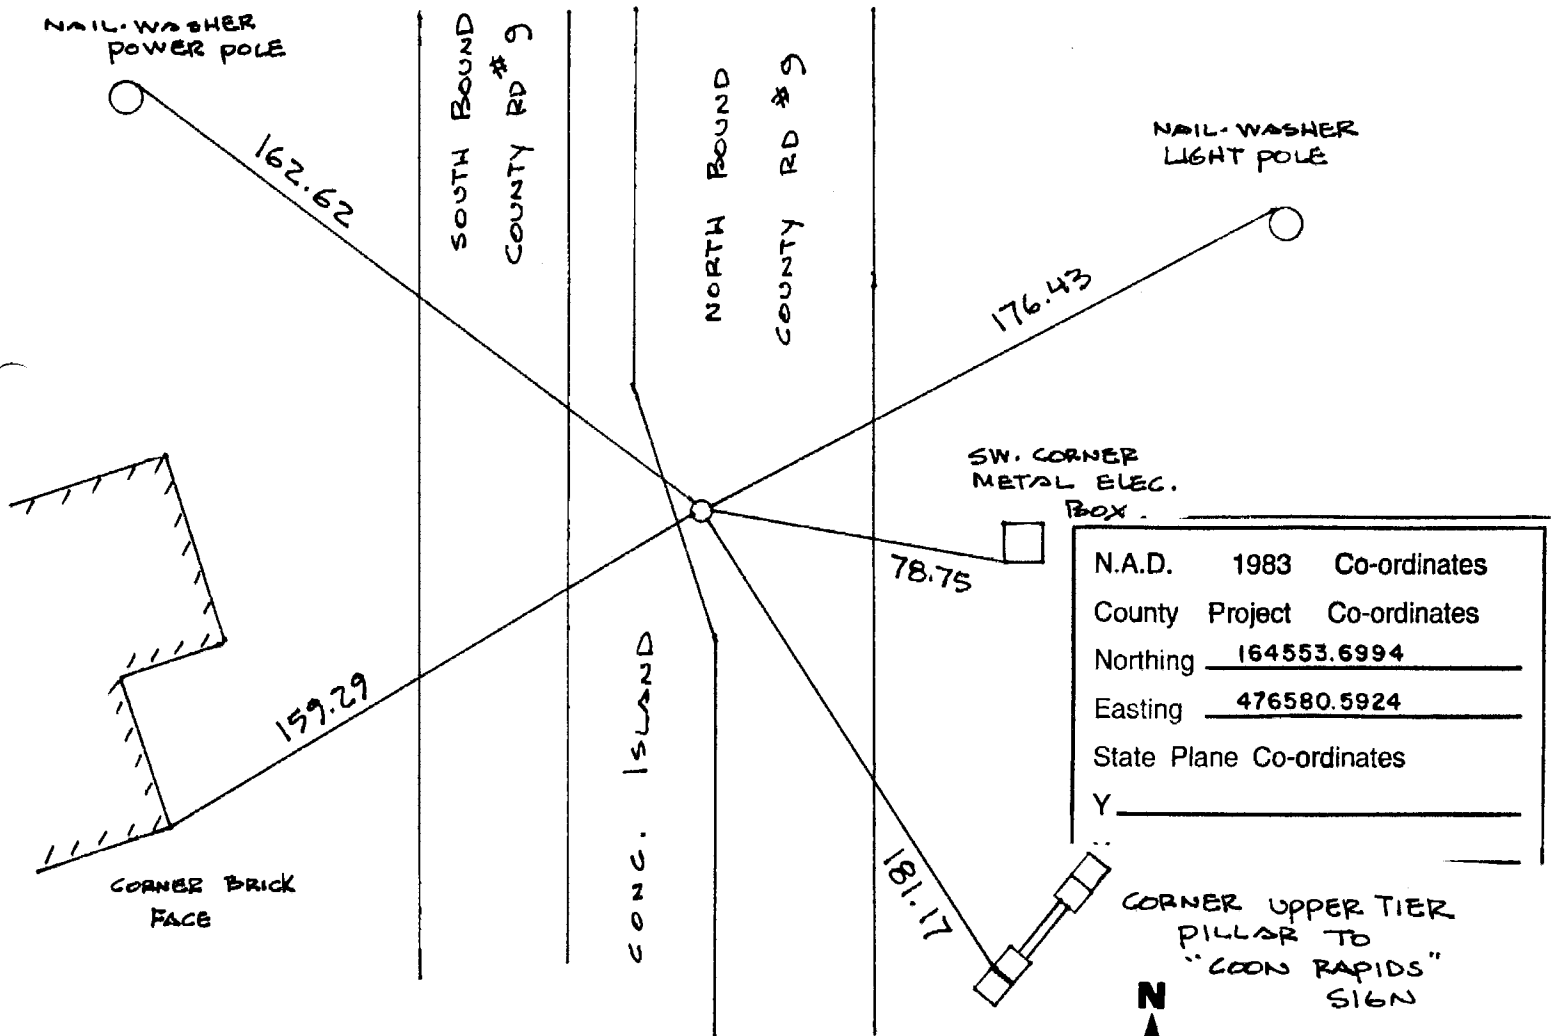 NAIL-WASHER
POWER POLE
162.62
SOUTH BOUND
COUNTY RD #9
NORTH BOUND
COUNTY RD #9
NAIL-WASHER
LIGHT POLE
176.43
SW. CORNER
METAL ELEC.
BOX.
78.75
N.A.D. 1983 Co-ordinates
County Project Co-ordinates
Northing 164553.6994
Easting 476580.5924
State Plane Co-ordinates
Y
159.29
CONC. ISLAND
181.17
CORNER BRICK
FACE
CORNER UPPER TIER
PILLAR TO
"COON RAPIDS"
SIGN
N